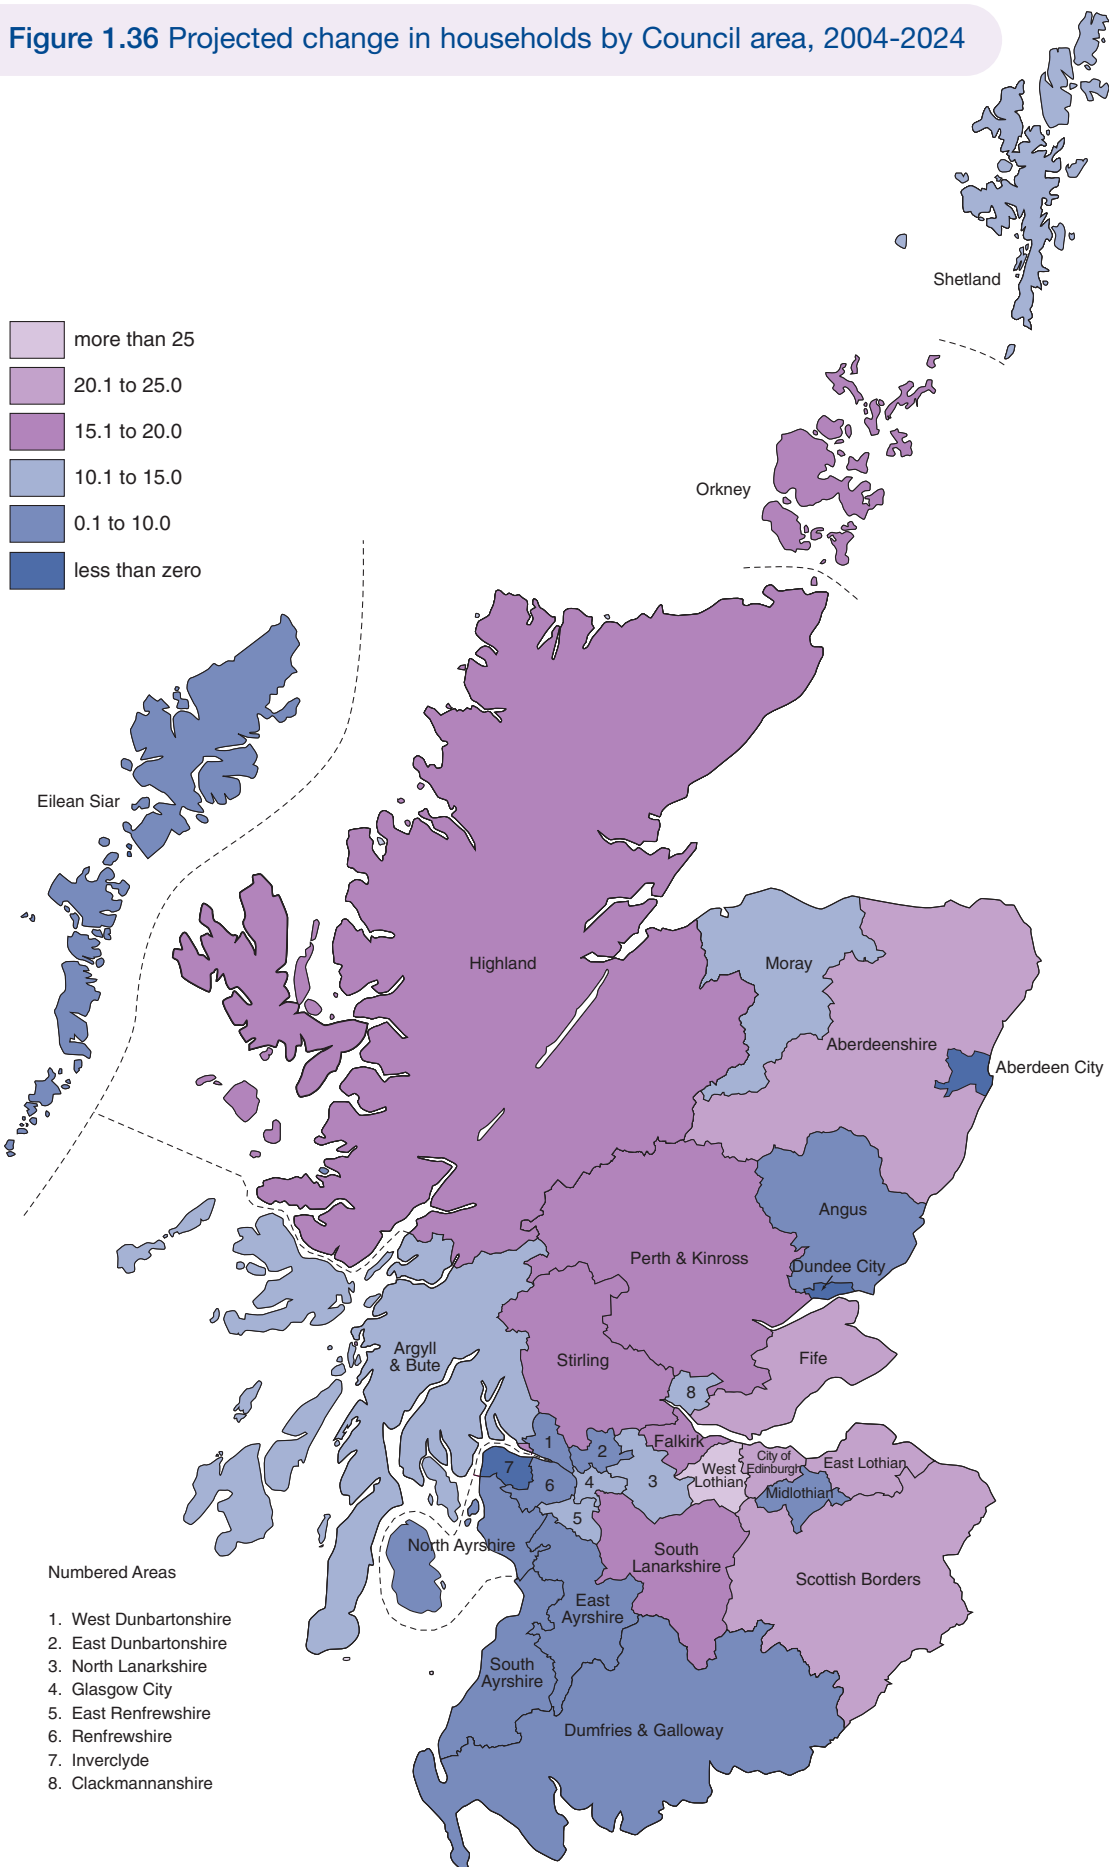 Figure 1.36 Projected change in households by Council area, 2004-2024
Shetland
more than 25
20.1 to 25.0
15.1 to 20.0
10.1 to 15.0
0.1 to 10.0
less than zero
Orkney
Eilean Siar
Highland
Moray
Aberdeenshire
Aberdeen City
Angus
Perth & Kinross
Dundee City
Argyll
& Bute
Stirling
Fife
8
1
2
Falkirk
7
6
4
3
West
Lothian
City of
Edinburgh
East Lothian
Midlothian
5
North Ayrshire
South
Lanarkshire
Scottish Borders
East
Ayrshire
South
Ayrshire
Dumfries & Galloway
Numbered Areas
1. West Dunbartonshire
2. East Dunbartonshire
3. North Lanarkshire
4. Glasgow City
5. East Renfrewshire
6. Renfrewshire
7. Inverclyde
8. Clackmannanshire